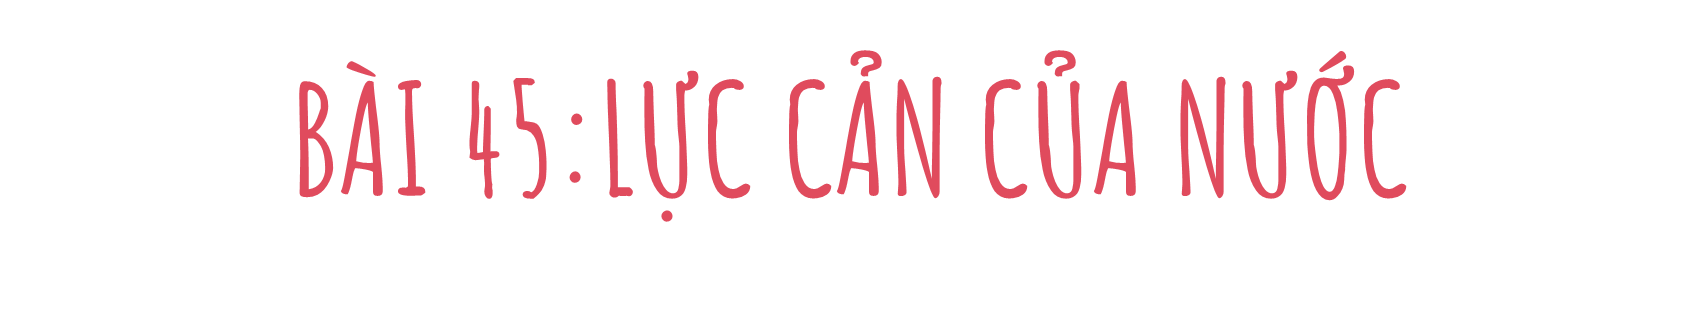 BÀI 45:LỰC CẢN CỦA NƯỚC